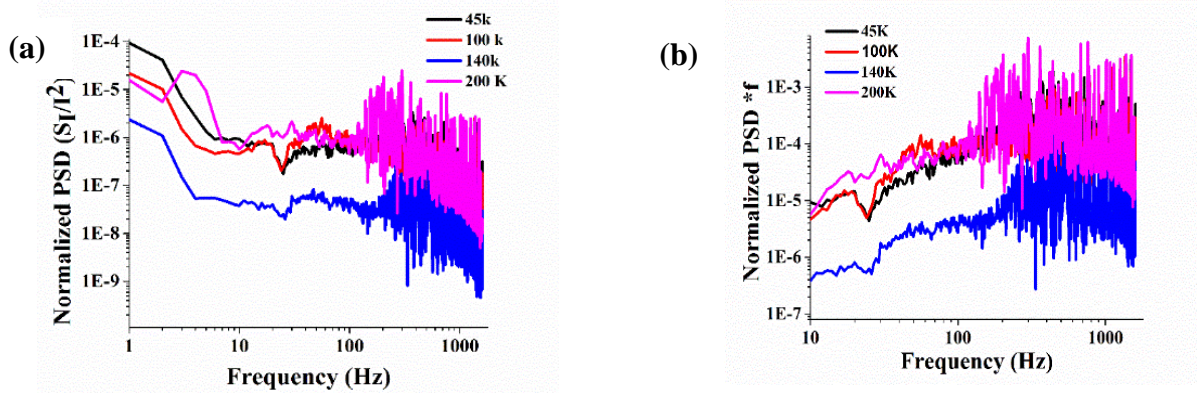 (a)
45k
100 k
140k
200 K
1E-4
1E-5
1E-6
1E-7
1E-8
1E-9
Normalized PSD (SI/I2)
1
10
100
1000
Frequency (Hz)
(b)
45K
100K
140K
200K
1E-3
1E-4
1E-5
1E-6
1E-7
Normalized PSD *f
10
100
1000
Frequency (Hz)